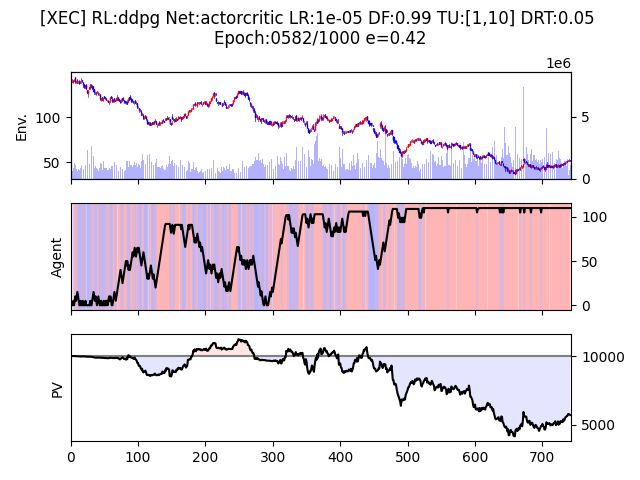 [XEC] RL:ddpg Net:actorcritic LR:1e-05 DF:0.99 TU:[1,10] DRT:0.05
Epoch:0582/1000 e=0.42
1e6
Env.
100
50
5
0
Agent
100
50
0
PV
10000
5000
0 100 200 300 400 500 600 700